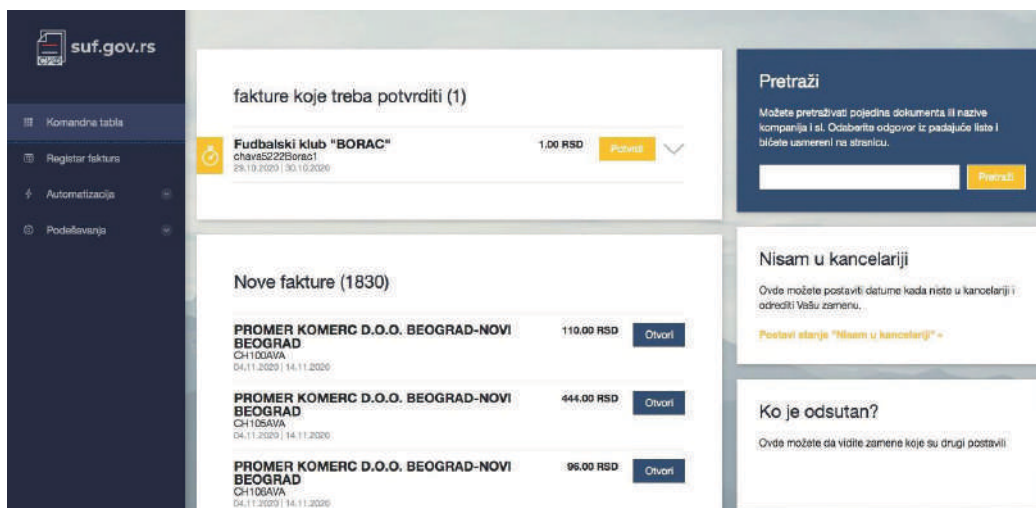 suf.gov.rs
Komandna tabla
Registar faktura
Automatizacija
Podešavanja
fakture koje treba potvrditi (1)
Fudbalski klub "BORAC"
1.00 RSD
Potvrdi
chava5222Borac1
29.10.2020 | 30.10.2020
Nove fakture (1830)
PROMER KOMERC D.O.O. BEOGRAD-NOVI
BEOGRAD
110.00 RSD
Otvori
CH100AVA
04.11.2020 | 14.11.2020
PROMER KOMERC D.O.O. BEOGRAD-NOVI
BEOGRAD
444.00 RSD
Otvori
CH105AVA
04.11.2020 | 14.11.2020
PROMER KOMERC D.O.O. BEOGRAD-NOVI
BEOGRAD
96.00 RSD
Otvori
CH106AVA
04.11.2020 | 14.11.2020
Pretraži
Možete pretraživati pojedina dokumenta ili nazive
kompanija i sl. Odaberite odgovor iz padajuće liste i
bićete usmereni na stranicu.
Pretraži
Nisam u kancelariji
Ovde možete postaviti datume kada niste u kancelariji i
odrediti Vašu zamenu.
Postavi stanje "Nisam u kancelariji" »
Ko je odsutan?
Ovde možete da vidite zamene koje su drugi postavili